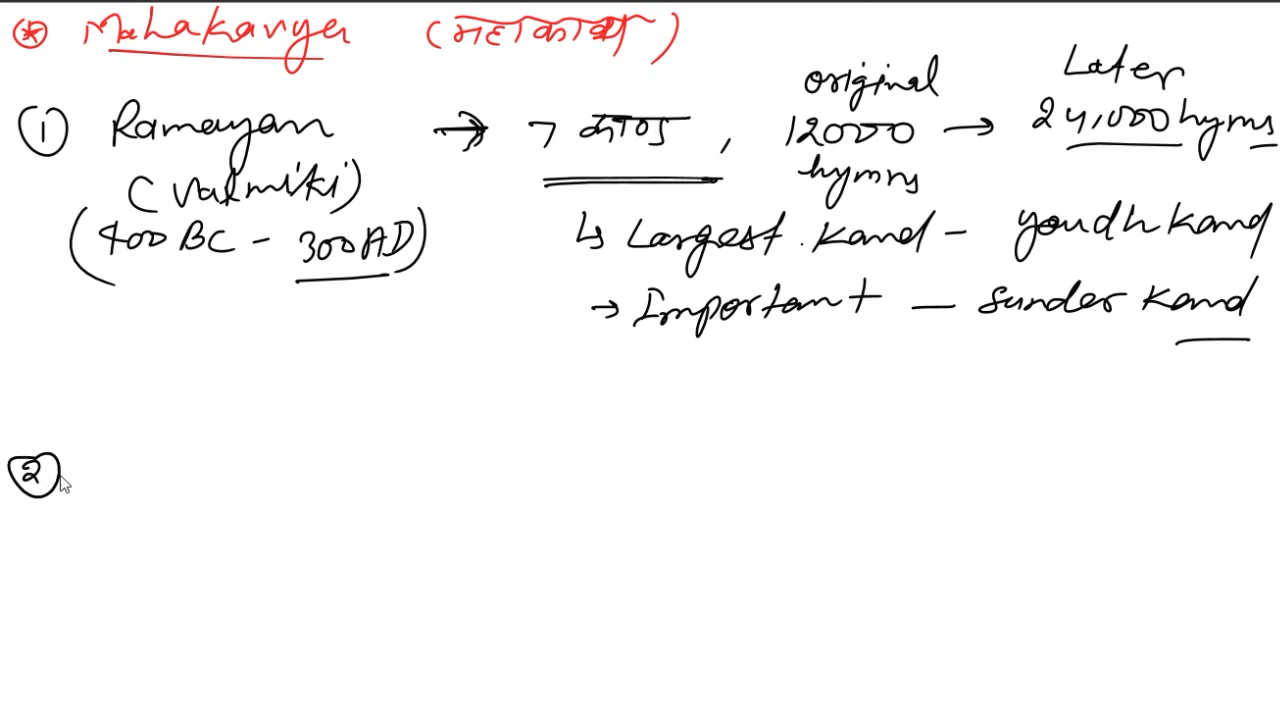 * Mahakavya (महाकाव्य)
① Ramayan → 7 काण्ड, original 12000 hymns → Later 24,000 hyms
(Valmiki)
(400 BC - 300 AD)
↳ Largest. Kand - youdh Kand
→ Important — Sunder Kand
②